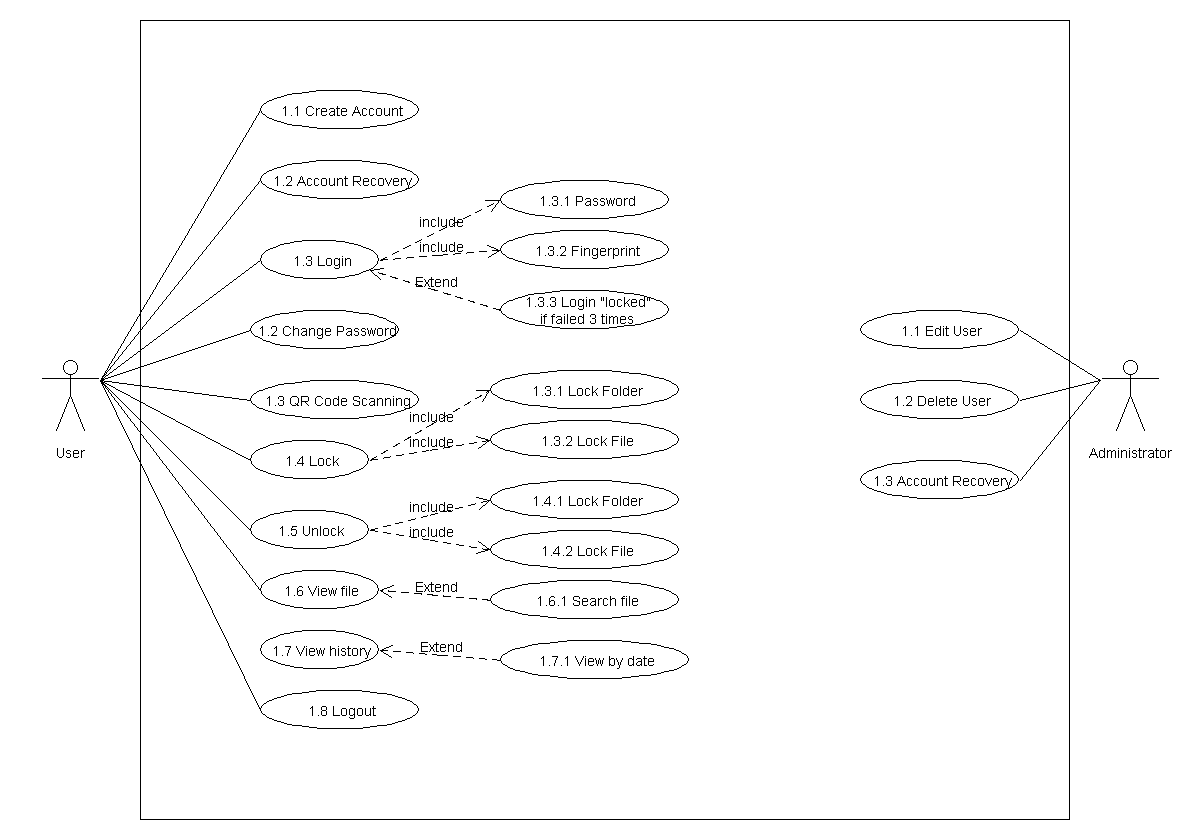 1.1 Create Account
1.2 Account Recovery
1.3 Login
include
1.3.1 Password
include
1.3.2 Fingerprint
Extend
1.3.3 Login "locked"
if failed 3 times
1.2 Change Password
1.3 QR Code Scanning
1.4 Lock
include
1.3.1 Lock Folder
include
1.3.2 Lock File
1.5 Unlock
include
1.4.1 Lock Folder
include
1.4.2 Lock File
1.6 View file
Extend
1.6.1 Search file
1.7 View history
Extend
1.7.1 View by date
1.8 Logout
User
1.1 Edit User
1.2 Delete User
1.3 Account Recovery
Administrator